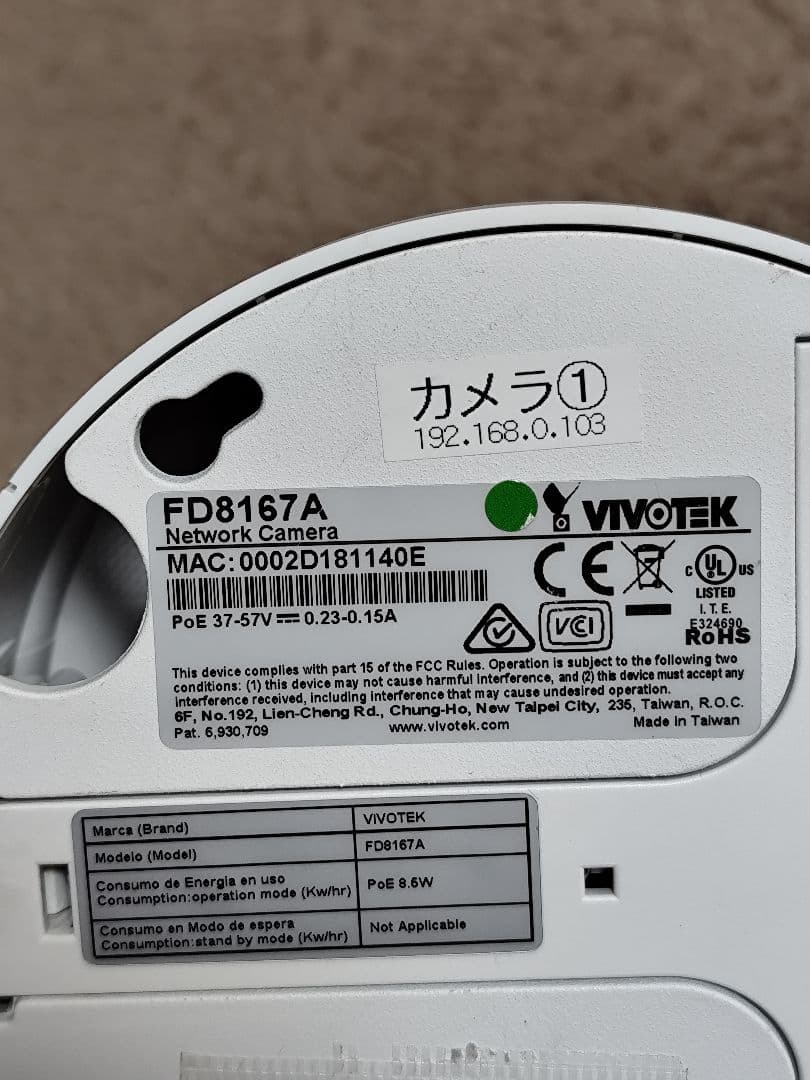 カメラ①
192.168.0.103
FD8167A
VIVOTEK
Network Camera
MAC:0002D181140E
PoE 37-57V 0.23-0.15A
CE
C UL US
LISTED
I.T.E.
E324690
RoHS
VCI
This device complies with part 15 of the FCC Rules. Operation is subject to the following two
conditions: (1) this device may not cause harmful interference, and (2) this device must accept any
interference received, including interference that may cause undesired operation.
6F, No.192, Lien-Cheng Rd., Chung-Ho, New Taipei City, 235, Taiwan, R.O.C.
Pat. 6,930,709 www.vivotek.com Made in Taiwan
Marca (Brand) VIVOTEK
Modelo (Model) FD8167A
Consumo de Energia en uso
Consumption:operation mode (Kw/hr) PoE 8.6W
Consumo en Modo de espera
Consumption:stand by mode (Kw/hr) Not Applicable